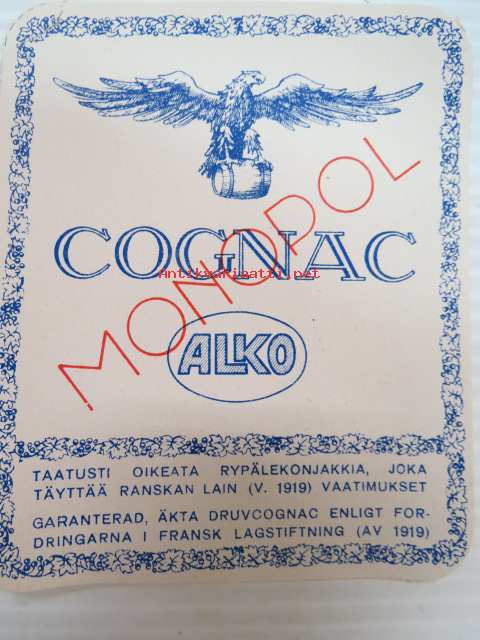 MONOPOL
COGNAC
Antikvariaatti.net
ALKO
TAATUSTI OIKEATA RYPÄLEKONJAKKIA, JOKA
TÄYTTÄÄ RANSKAN LAIN (V. 1919) VAATIMUKSET
GARANTERAD, ÄKTA DRUVCOGNAC ENLIGT FOR-
DRINGARNA I FRANSK LAGSTIFTNING (AV 1919)